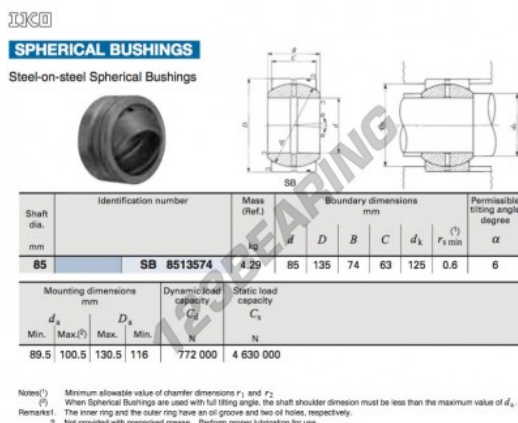 IKO
SPHERICAL BUSHINGS
Steel-on-steel Spherical Bushings
B
C
D
d
SB
123BEARING
Shaft dia. mm
Identification number
Mass (Ref.) kg
Boundary dimensions mm
d D B C dk rs min (1)
Permissible tilting angle degree α
85 SB 8513574 4.29 85 135 74 63 125 0.6 6
Mounting dimensions mm
da Da
Min. Max.(2) Max. Min.
Dynamic load capacity Cd N
Static load capacity Cs N
89.5 100.5 130.5 116 772 000 4 630 000
Notes(1) Minimum allowable value of chamfer dimensions r1 and r2
(2) When Spherical Bushings are used with full tilting angle, the shaft shoulder dimesion must be less than the maximum value of da.
Remarks1. The inner ring and the outer ring have an oil groove and two oil holes, respectively.
2. Not provided with prepacked grease. Perform proper lubrication for use.